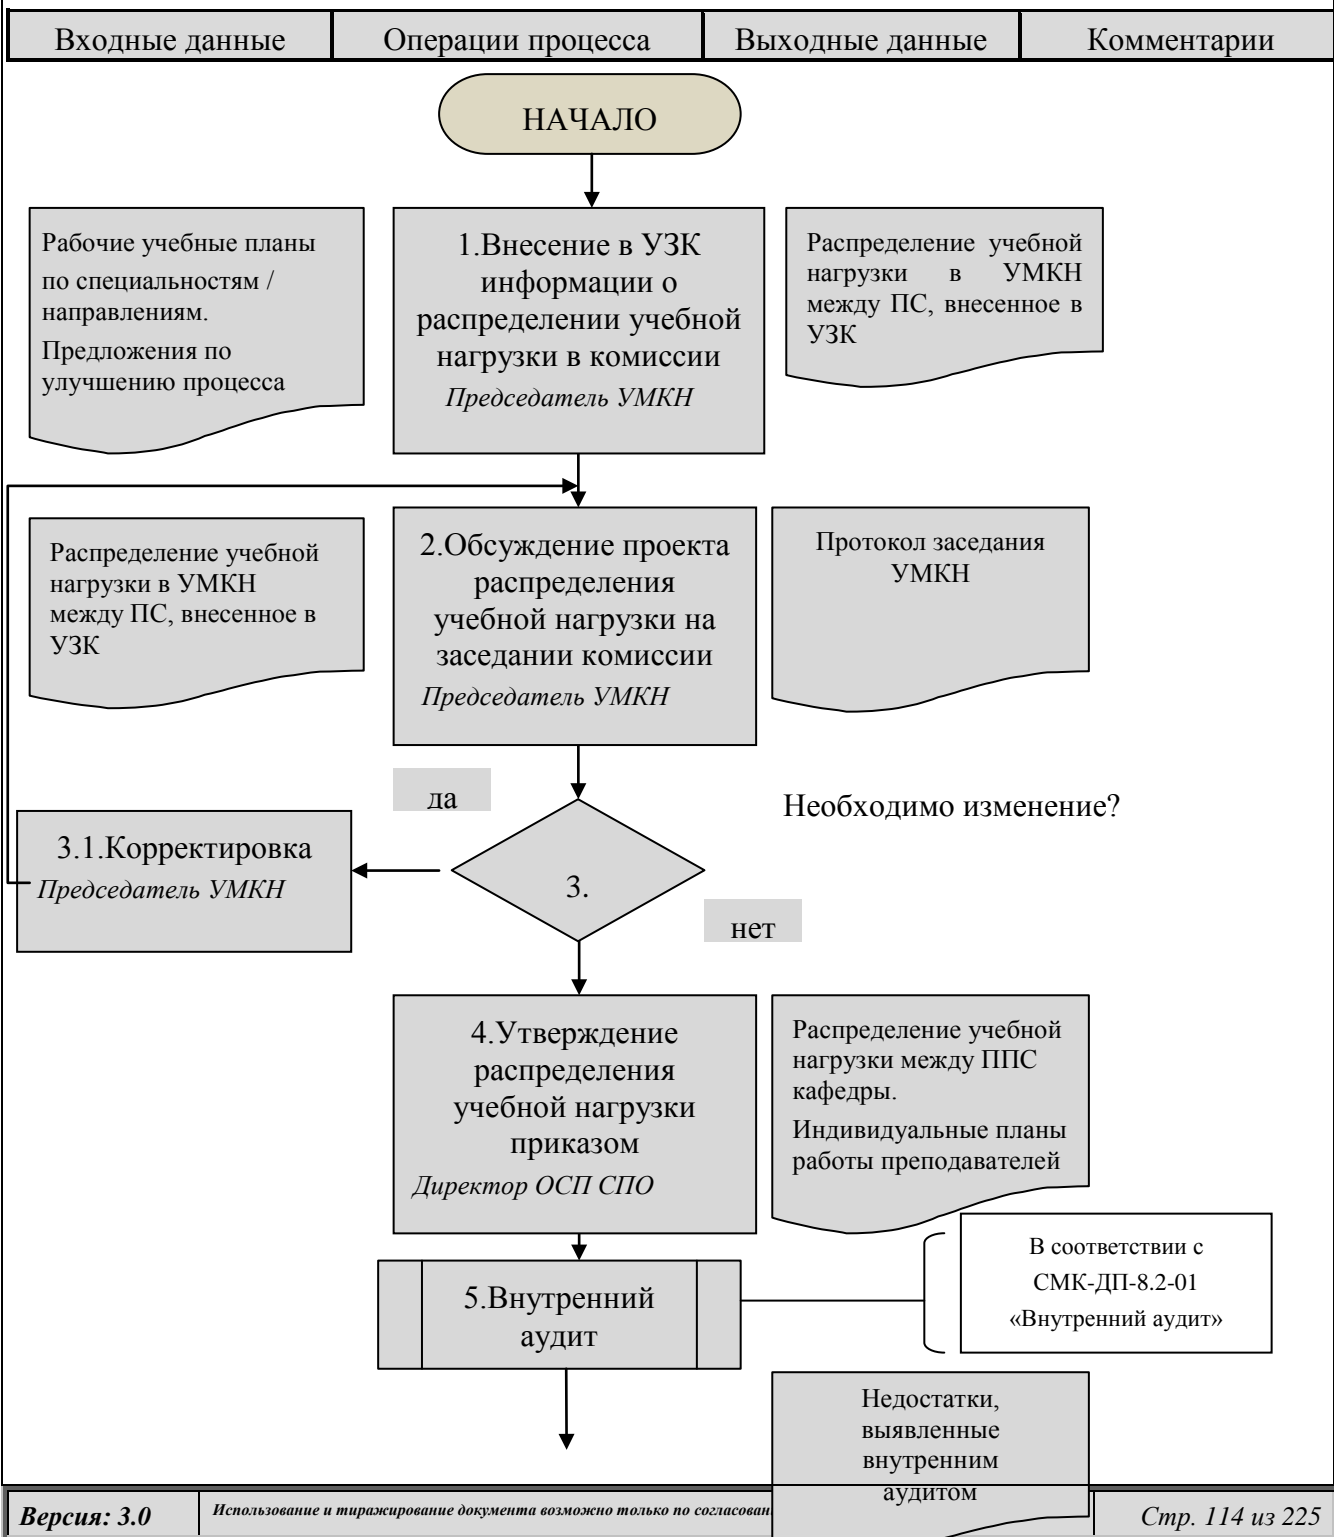 Входные данные
Операции процесса
Выходные данные
Комментарии
НАЧАЛО
Рабочие учебные планы
по специальностям /
направлениям.
Предложения по
улучшению процесса
1.Внесение в УЗК
информации о
распределении учебной
нагрузки в комиссии
Председатель УМКН
Распределение учебной
нагрузки в УМКН
между ПС, внесенное в
УЗК
Распределение учебной
нагрузки в УМКН
между ПС, внесенное в
УЗК
2.Обсуждение проекта
распределения
учебной нагрузки на
заседании комиссии
Председатель УМКН
Протокол заседания
УМКН
да
Необходимо изменение?
3.1.Корректировка
Председатель УМКН
3.
нет
4.Утверждение
распределения
учебной нагрузки
приказом
Директор ОСП СПО
Распределение учебной
нагрузки между ППС
кафедры.
Индивидуальные планы
работы преподавателей
5.Внутренний
аудит
В соответствии с
СМК-ДП-8.2-01
«Внутренний аудит»
Недостатки,
выявленные
внутренним
аудитом
Версия: 3.0
Использование и тиражирование документа возможно только по согласован
Стр. 114 из 225